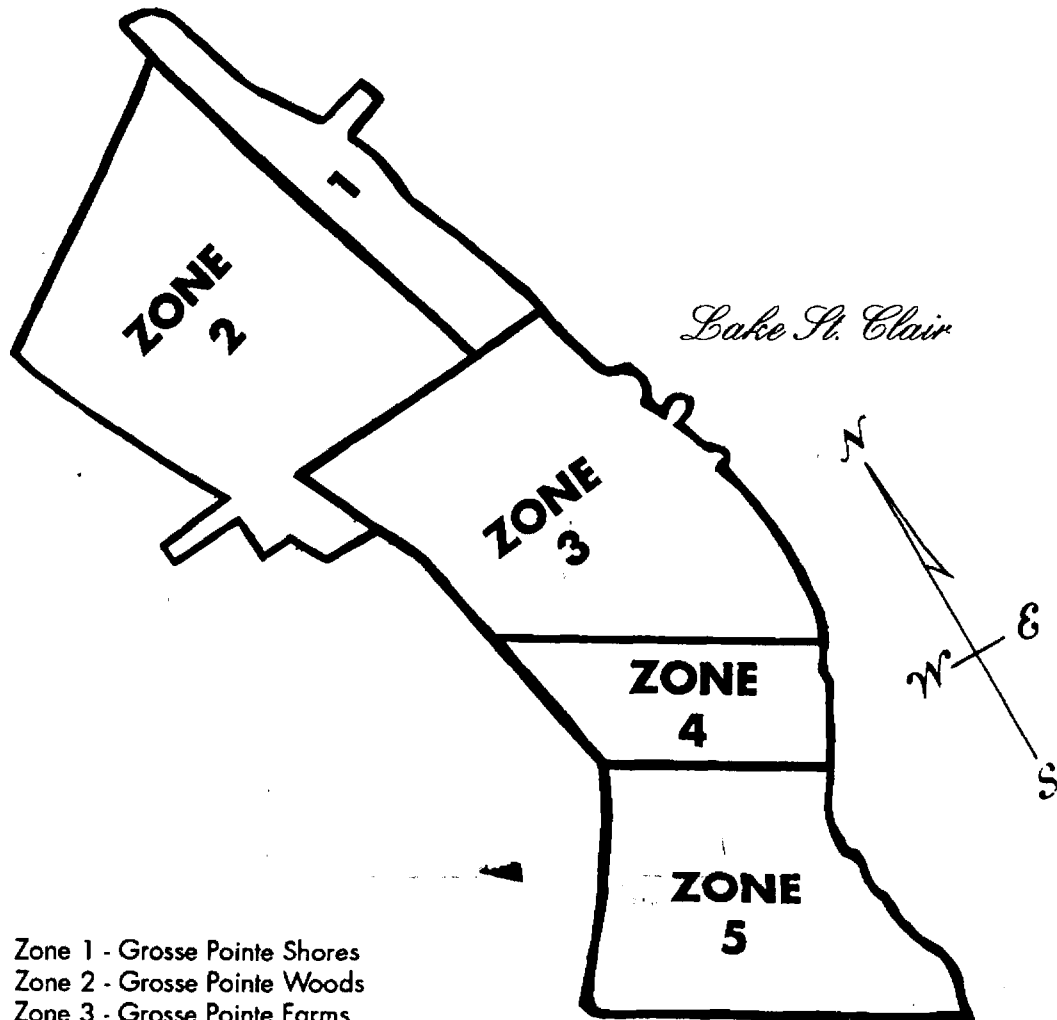 1
ZONE
2
Lake St. Clair
N
ZONE
3
E
W
ZONE
4
S
ZONE
5
Zone 1 - Grosse Pointe Shores
Zone 2 - Grosse Pointe Woods
Zone 3 - Grosse Pointe Farms